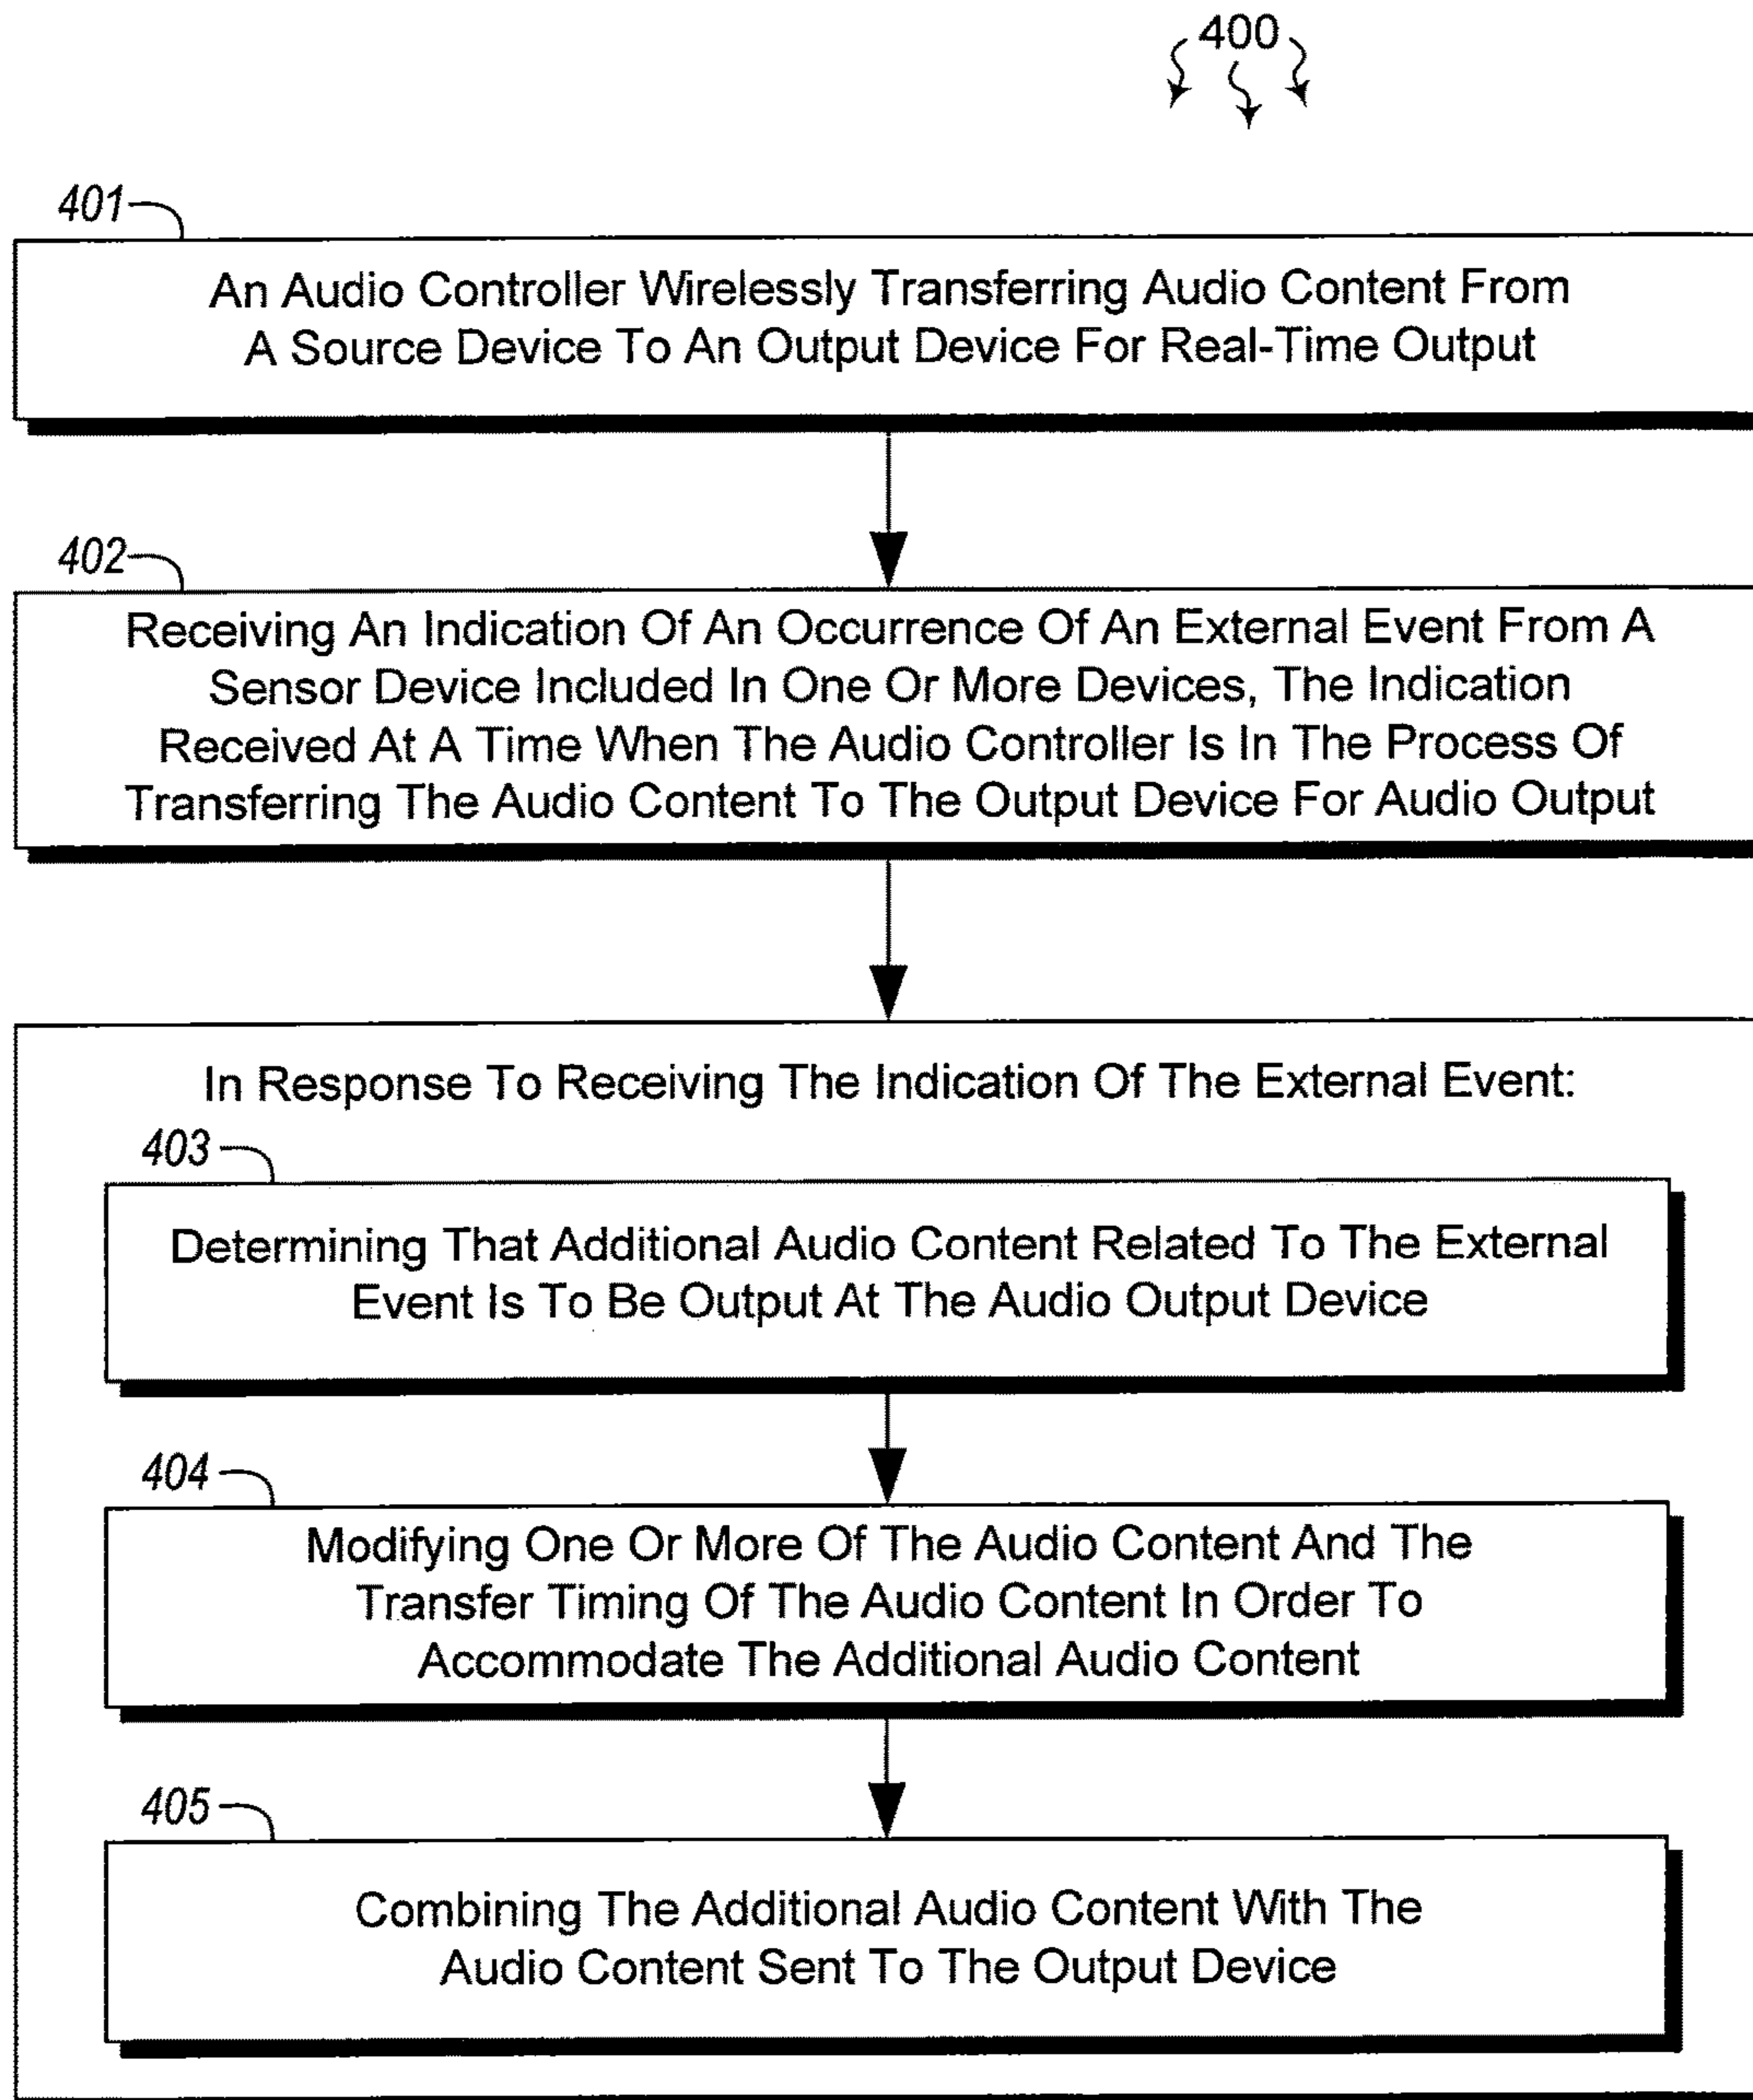 400
401
An Audio Controller Wirelessly Transferring Audio Content From
A Source Device To An Output Device For Real-Time Output
402
Receiving An Indication Of An Occurrence Of An External Event From A
Sensor Device Included In One Or More Devices, The Indication
Received At A Time When The Audio Controller Is In The Process Of
Transferring The Audio Content To The Output Device For Audio Output
In Response To Receiving The Indication Of The External Event:
403
Determining That Additional Audio Content Related To The External
Event Is To Be Output At The Audio Output Device
404
Modifying One Or More Of The Audio Content And The
Transfer Timing Of The Audio Content In Order To
Accommodate The Additional Audio Content
405
Combining The Additional Audio Content With The
Audio Content Sent To The Output Device